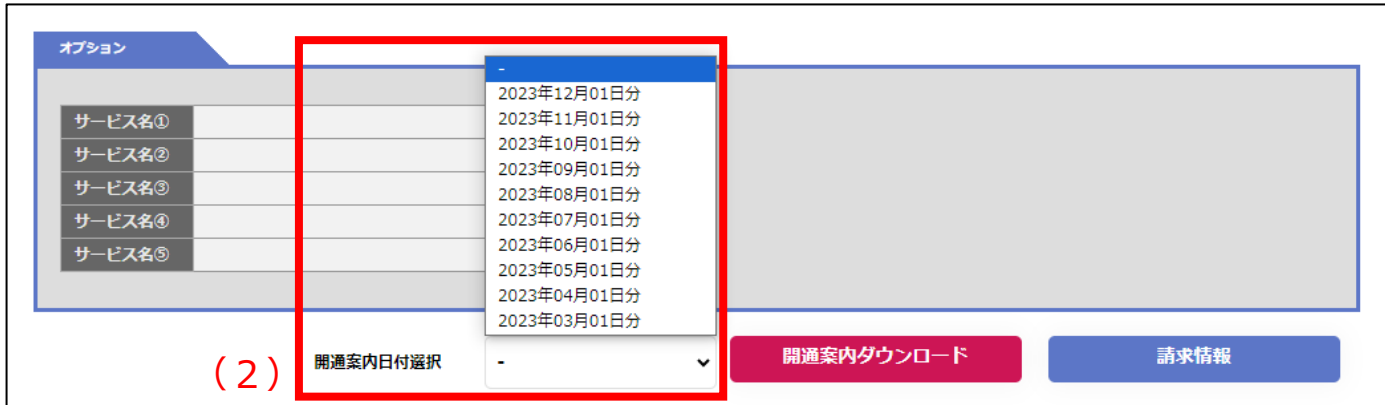 オプション
-
2023年12月01日分
サービス名①
2023年11月01日分
2023年10月01日分
サービス名②
2023年09月01日分
サービス名③
2023年08月01日分
サービス名④
2023年07月01日分
2023年06月01日分
サービス名⑤
2023年05月01日分
2023年04月01日分
2023年03月01日分
(2)
開通案内日付選択
-
開通案内ダウンロード
請求情報